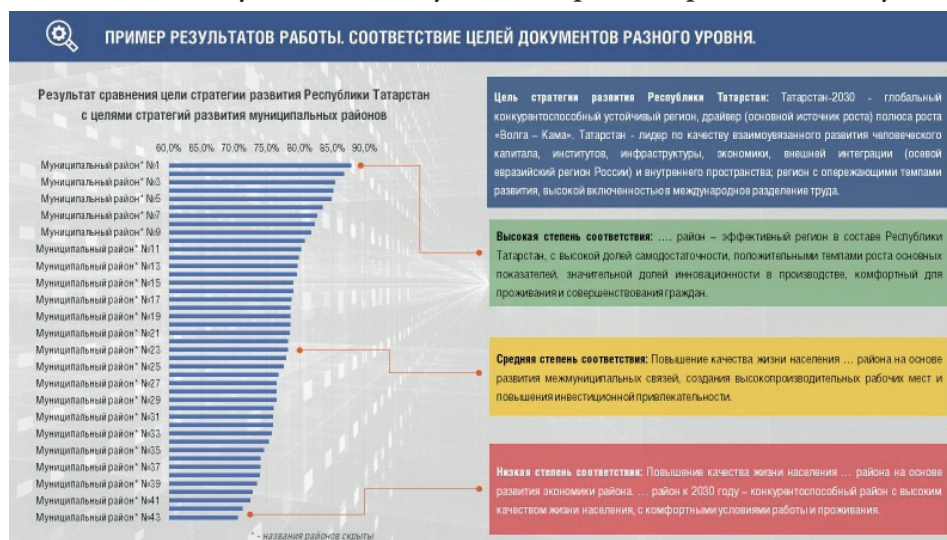 ПРИМЕР РЕЗУЛЬТАТОВ РАБОТЫ. СООТВЕТСТВИЕ ЦЕЛЕЙ ДОКУМЕНТОВ РАЗНОГО УРОВНЯ.
Результат сравнения цели стратегии развития Республики Татарстан
с целями стратегий развития муниципальных районов
60,0% 65,0% 70,0% 75,0% 80,0% 85,0% 90,0%
Муниципальный район* №1
Муниципальный район* №3
Муниципальный район* №5
Муниципальный район* №7
Муниципальный район* №9
Муниципальный район* №11
Муниципальный район* №13
Муниципальный район* №15
Муниципальный район* №17
Муниципальный район* №19
Муниципальный район* №21
Муниципальный район* №23
Муниципальный район* №25
Муниципальный район* №27
Муниципальный район* №29
Муниципальный район* №31
Муниципальный район* №33
Муниципальный район* №35
Муниципальный район* №37
Муниципальный район* №39
Муниципальный район* №41
Муниципальный район* №43
* - названия районов скрыты
Цель стратегии развития Республики Татарстан: Татарстан-2030 - глобальный
конкурентоспособный устойчивый регион, драйвер (основной источник роста) полюса роста
«Волга – Кама». Татарстан - лидер по качеству взаимоувязанного развития человеческого
капитала, институтов, инфраструктуры, экономики, внешней интеграции (осевой
евразийский регион России) и внутреннего пространства; регион с опережающими темпами
развития, высокой включенностью в международное разделение труда.
Высокая степень соответствия: .... район – эффективный регион в составе Республики
Татарстан, с высокой долей самодостаточности, положительными темпами роста основных
показателей, значительной долей инновационности в производстве, комфортный для
проживания и совершенствования граждан.
Средняя степень соответствия: Повышение качества жизни населения ... района на основе
развития межмуниципальных связей, создания высокопроизводительных рабочих мест и
повышения инвестиционной привлекательности.
Низкая степень соответствия: Повышение качества жизни населения ... района на основе
развития экономики района. ... район к 2030 году – конкурентоспособный район с высоким
качеством жизни населения, с комфортными условиями работы и проживания.